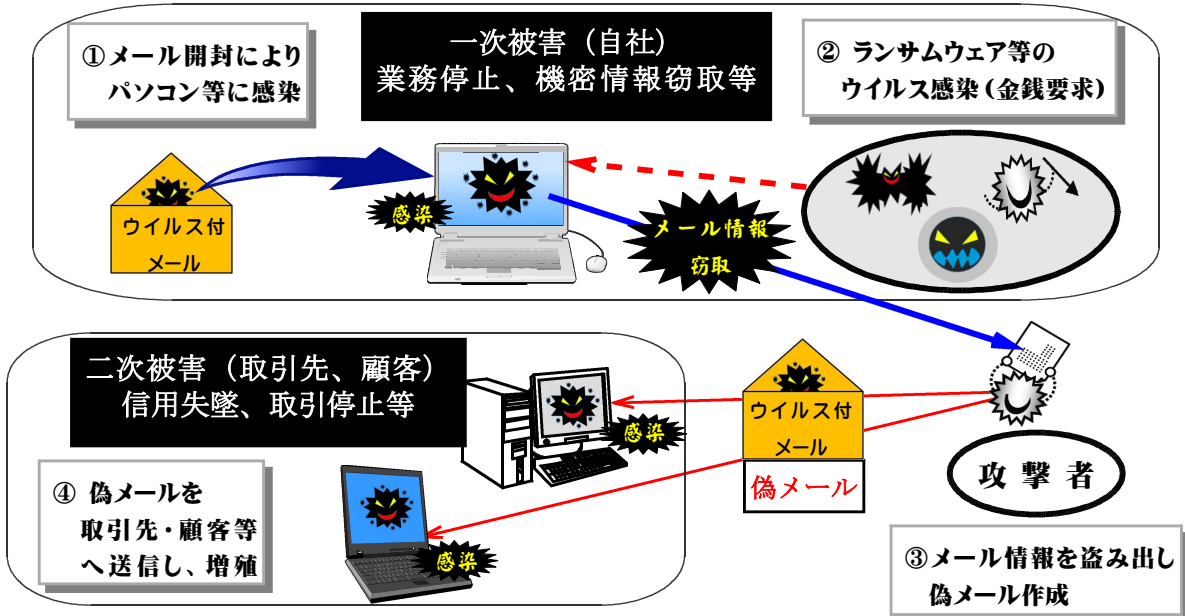 ①メール開封により
パソコン等に感染
一次被害（自社）
業務停止、機密情報窃取等
② ランサムウェア等の
ウイルス感染（金銭要求）
ウイルス付
メール
感染
メール情報
窃取
二次被害（取引先、顧客）
信用失墜、取引停止等
感染
ウイルス付
メール
偽メール
攻撃者
④ 偽メールを
取引先・顧客等
へ送信し、増殖
感染
③メール情報を盗み出し
偽メール作成